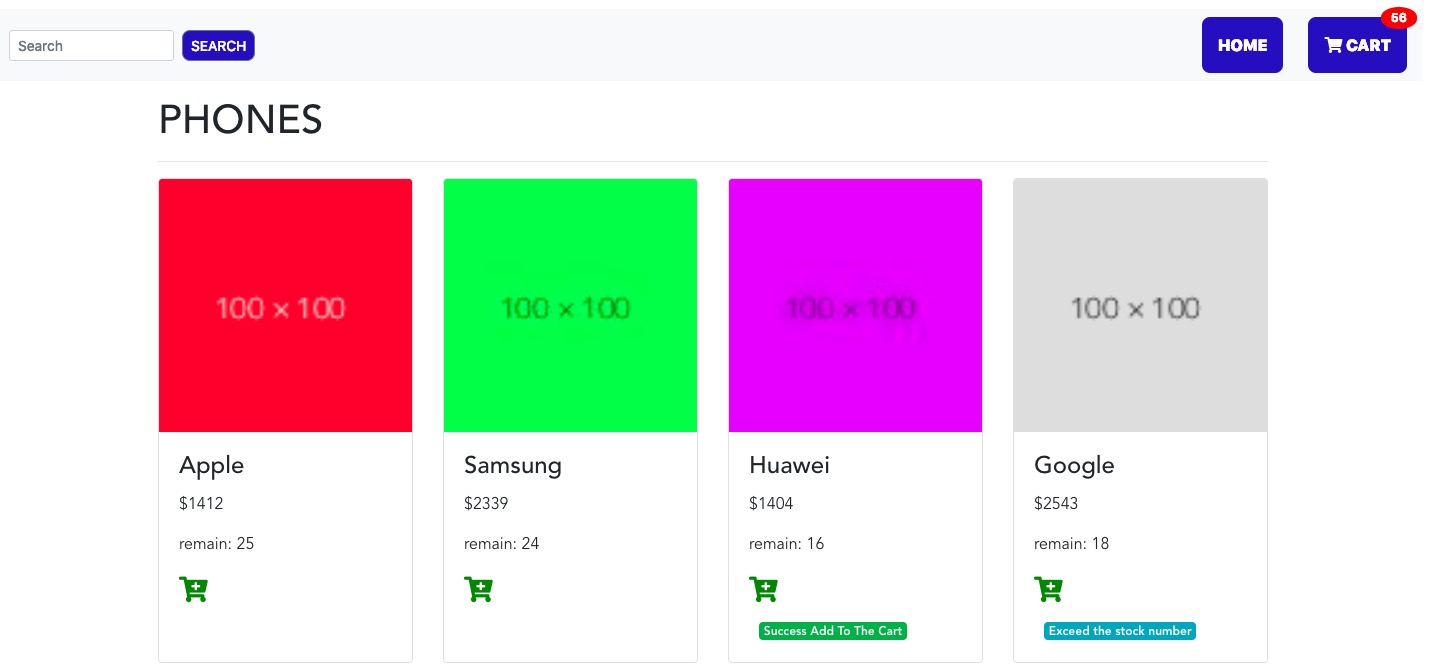 Search
SEARCH
HOME
CART
56
PHONES
100 × 100
100 × 100
100 × 100
100 × 100
Apple
$1412
remain: 25
Samsung
$2339
remain: 24
Huawei
$1404
remain: 16
Success Add To The Cart
Google
$2543
remain: 18
Exceed the stock number